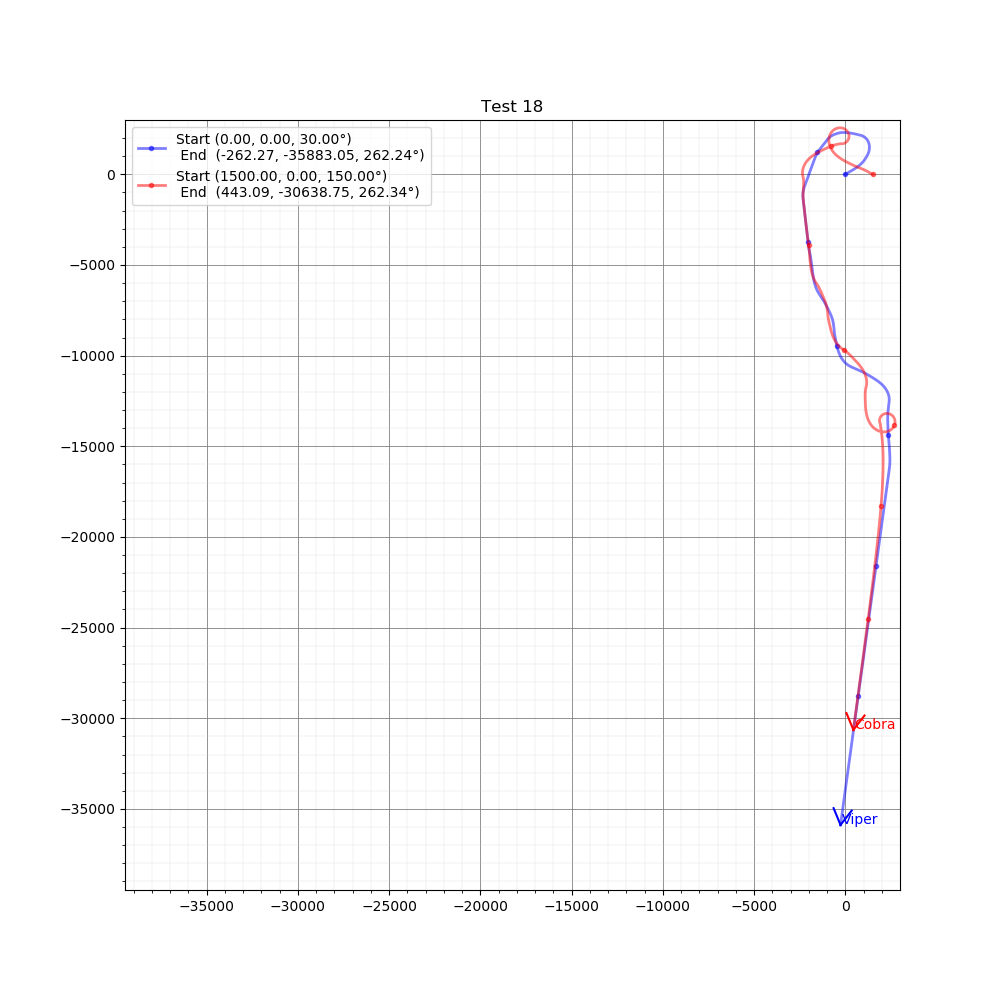 Test 18
Start (0.00, 0.00, 30.00°)
End  (-262.27, -35883.05, 262.24°)
Start (1500.00, 0.00, 150.00°)
End  (443.09, -30638.75, 262.34°)
0
−5000
−10000
−15000
−20000
−25000
−30000
−35000
Cobra
Viper
−35000 −30000 −25000 −20000 −15000 −10000 −5000 0